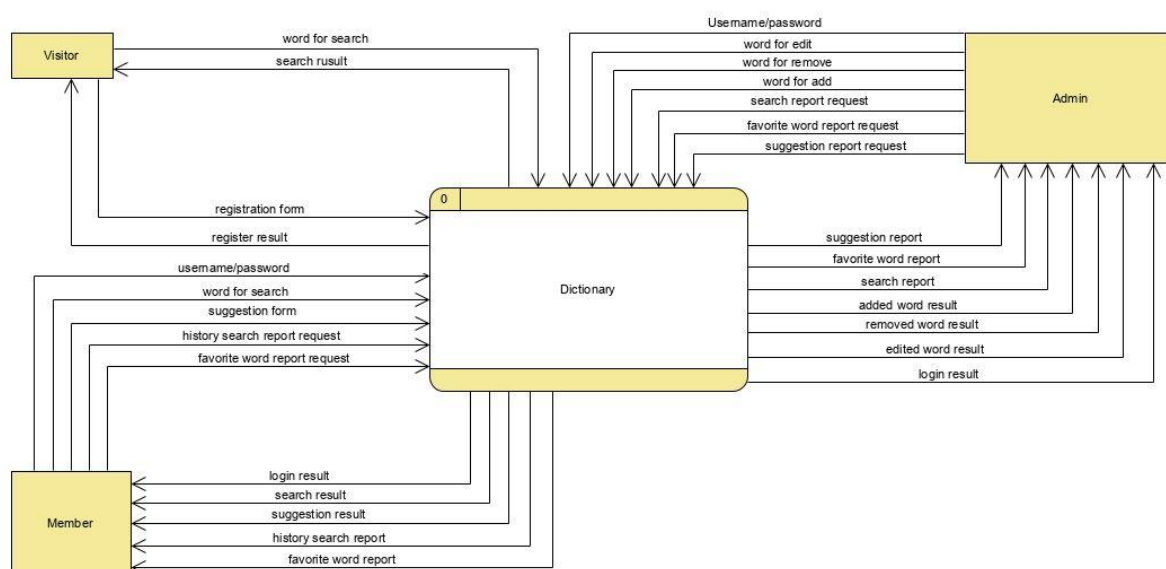 Username/password
word for search
Visitor
word for edit
search rusult
word for remove
word for add
Admin
search report request
favorite word report request
suggestion report request
0
registration form
register result
suggestion report
favorite word report
username/password
search report
Dictionary
word for search
added word result
suggestion form
removed word result
history search report request
edited word result
favorite word report request
login result
login result
search result
suggestion result
Member
history search report
favorite word report